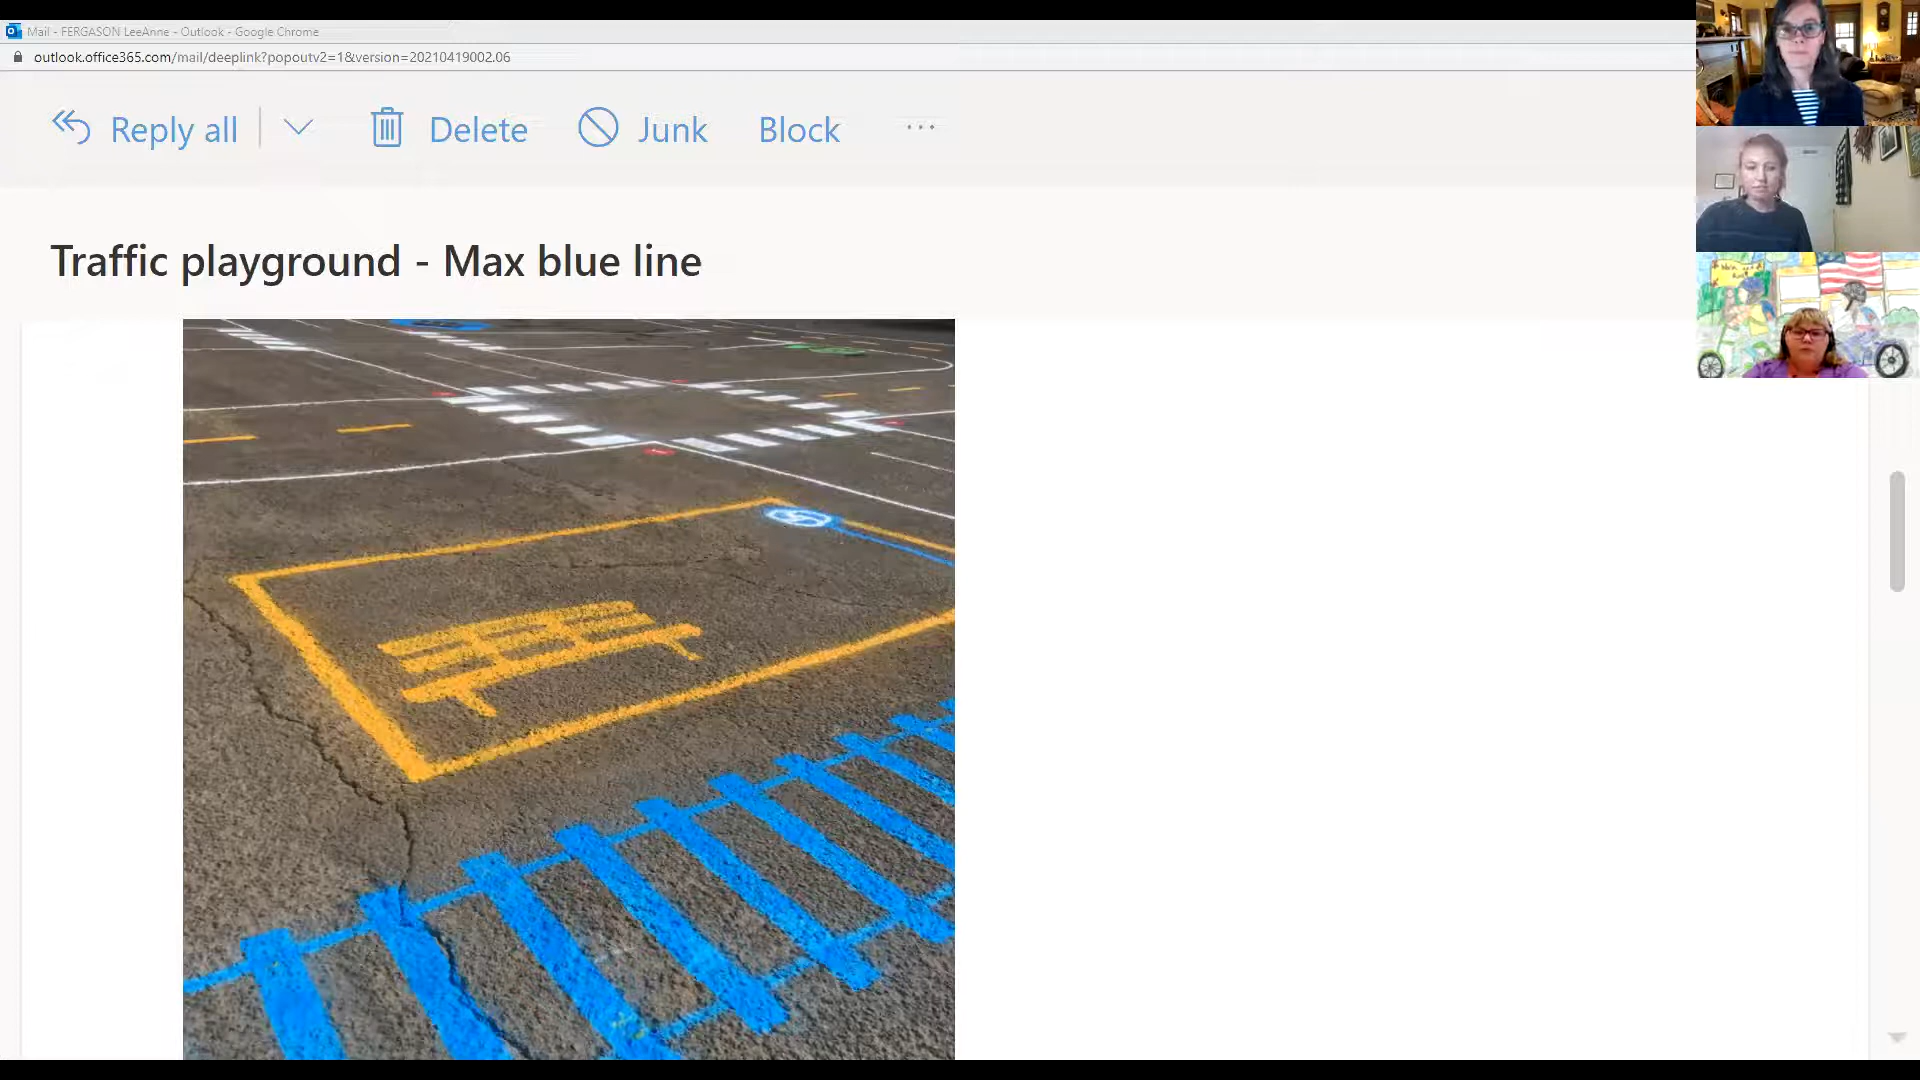 Mail - FERGASON LeeAnne - Outlook - Google Chrome
outlook.office365.com/mail/deeplink?popoutv2=1&version=20210419002.06
Reply all
Delete
Junk
Block
Traffic playground - Max blue line